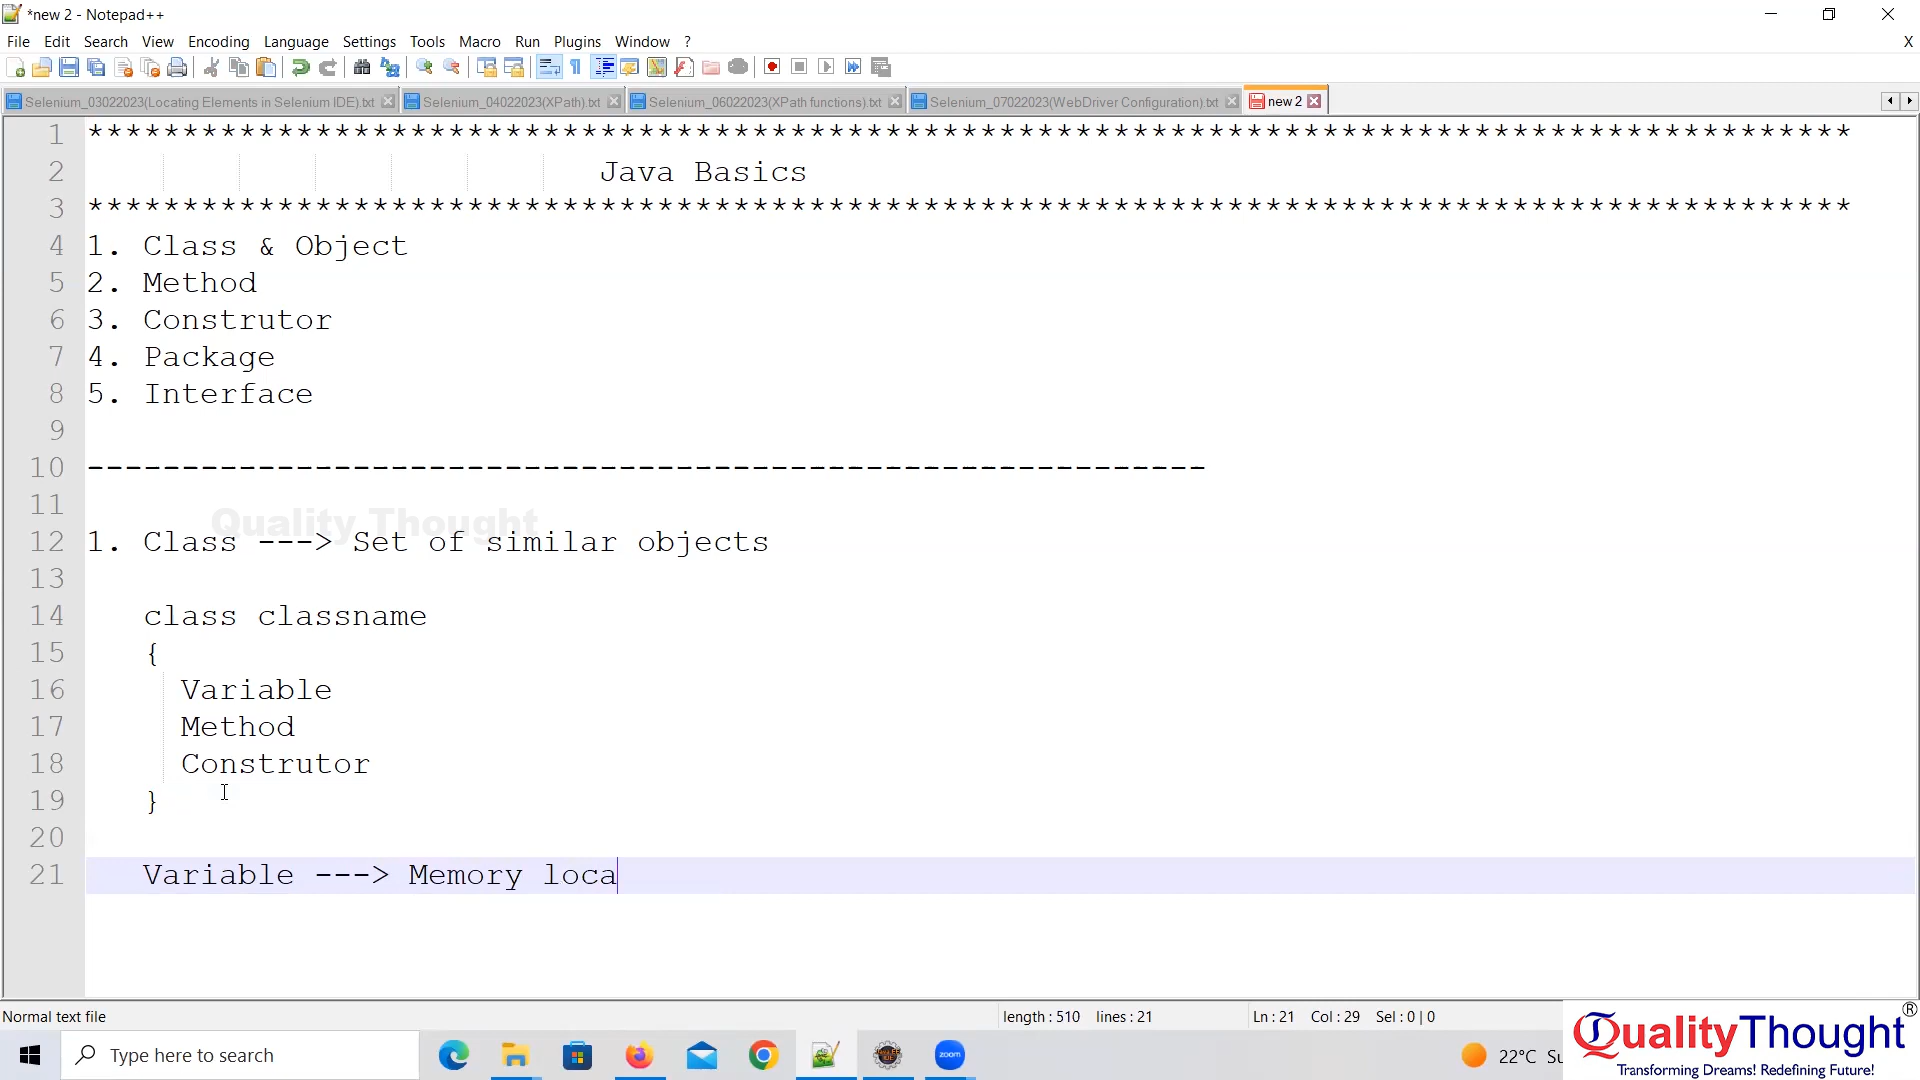 *new 2 - Notepad++
File Edit Search View Encoding Language Settings Tools Macro Run Plugins Window ? X
Selenium_03022023(Locating Elements in Selenium IDE).txt Selenium_04022023(XPath).txt Selenium_06022023(XPath functions).txt Selenium_07022023(WebDriver Configuration).txt new 2
1 *********************************************************************************************
2 Java Basics
3 *********************************************************************************************
4 1. Class & Object
5 2. Method
6 3. Construtor
7 4. Package
8 5. Interface
9
10 -----------------------------------------------------------
11
Quality Thought
12 1. Class ---> Set of similar objects
13
14 class classname
15 {
16 Variable
17 Method
18 Construtor
19 }
20
21 Variable ---> Memory loca
Normal text file length : 510 lines : 21 Ln : 21 Col : 29 Sel : 0 | 0
Type here to search zoom 22°C Su
QualityThought®
Transforming Dreams! Redefining Future!